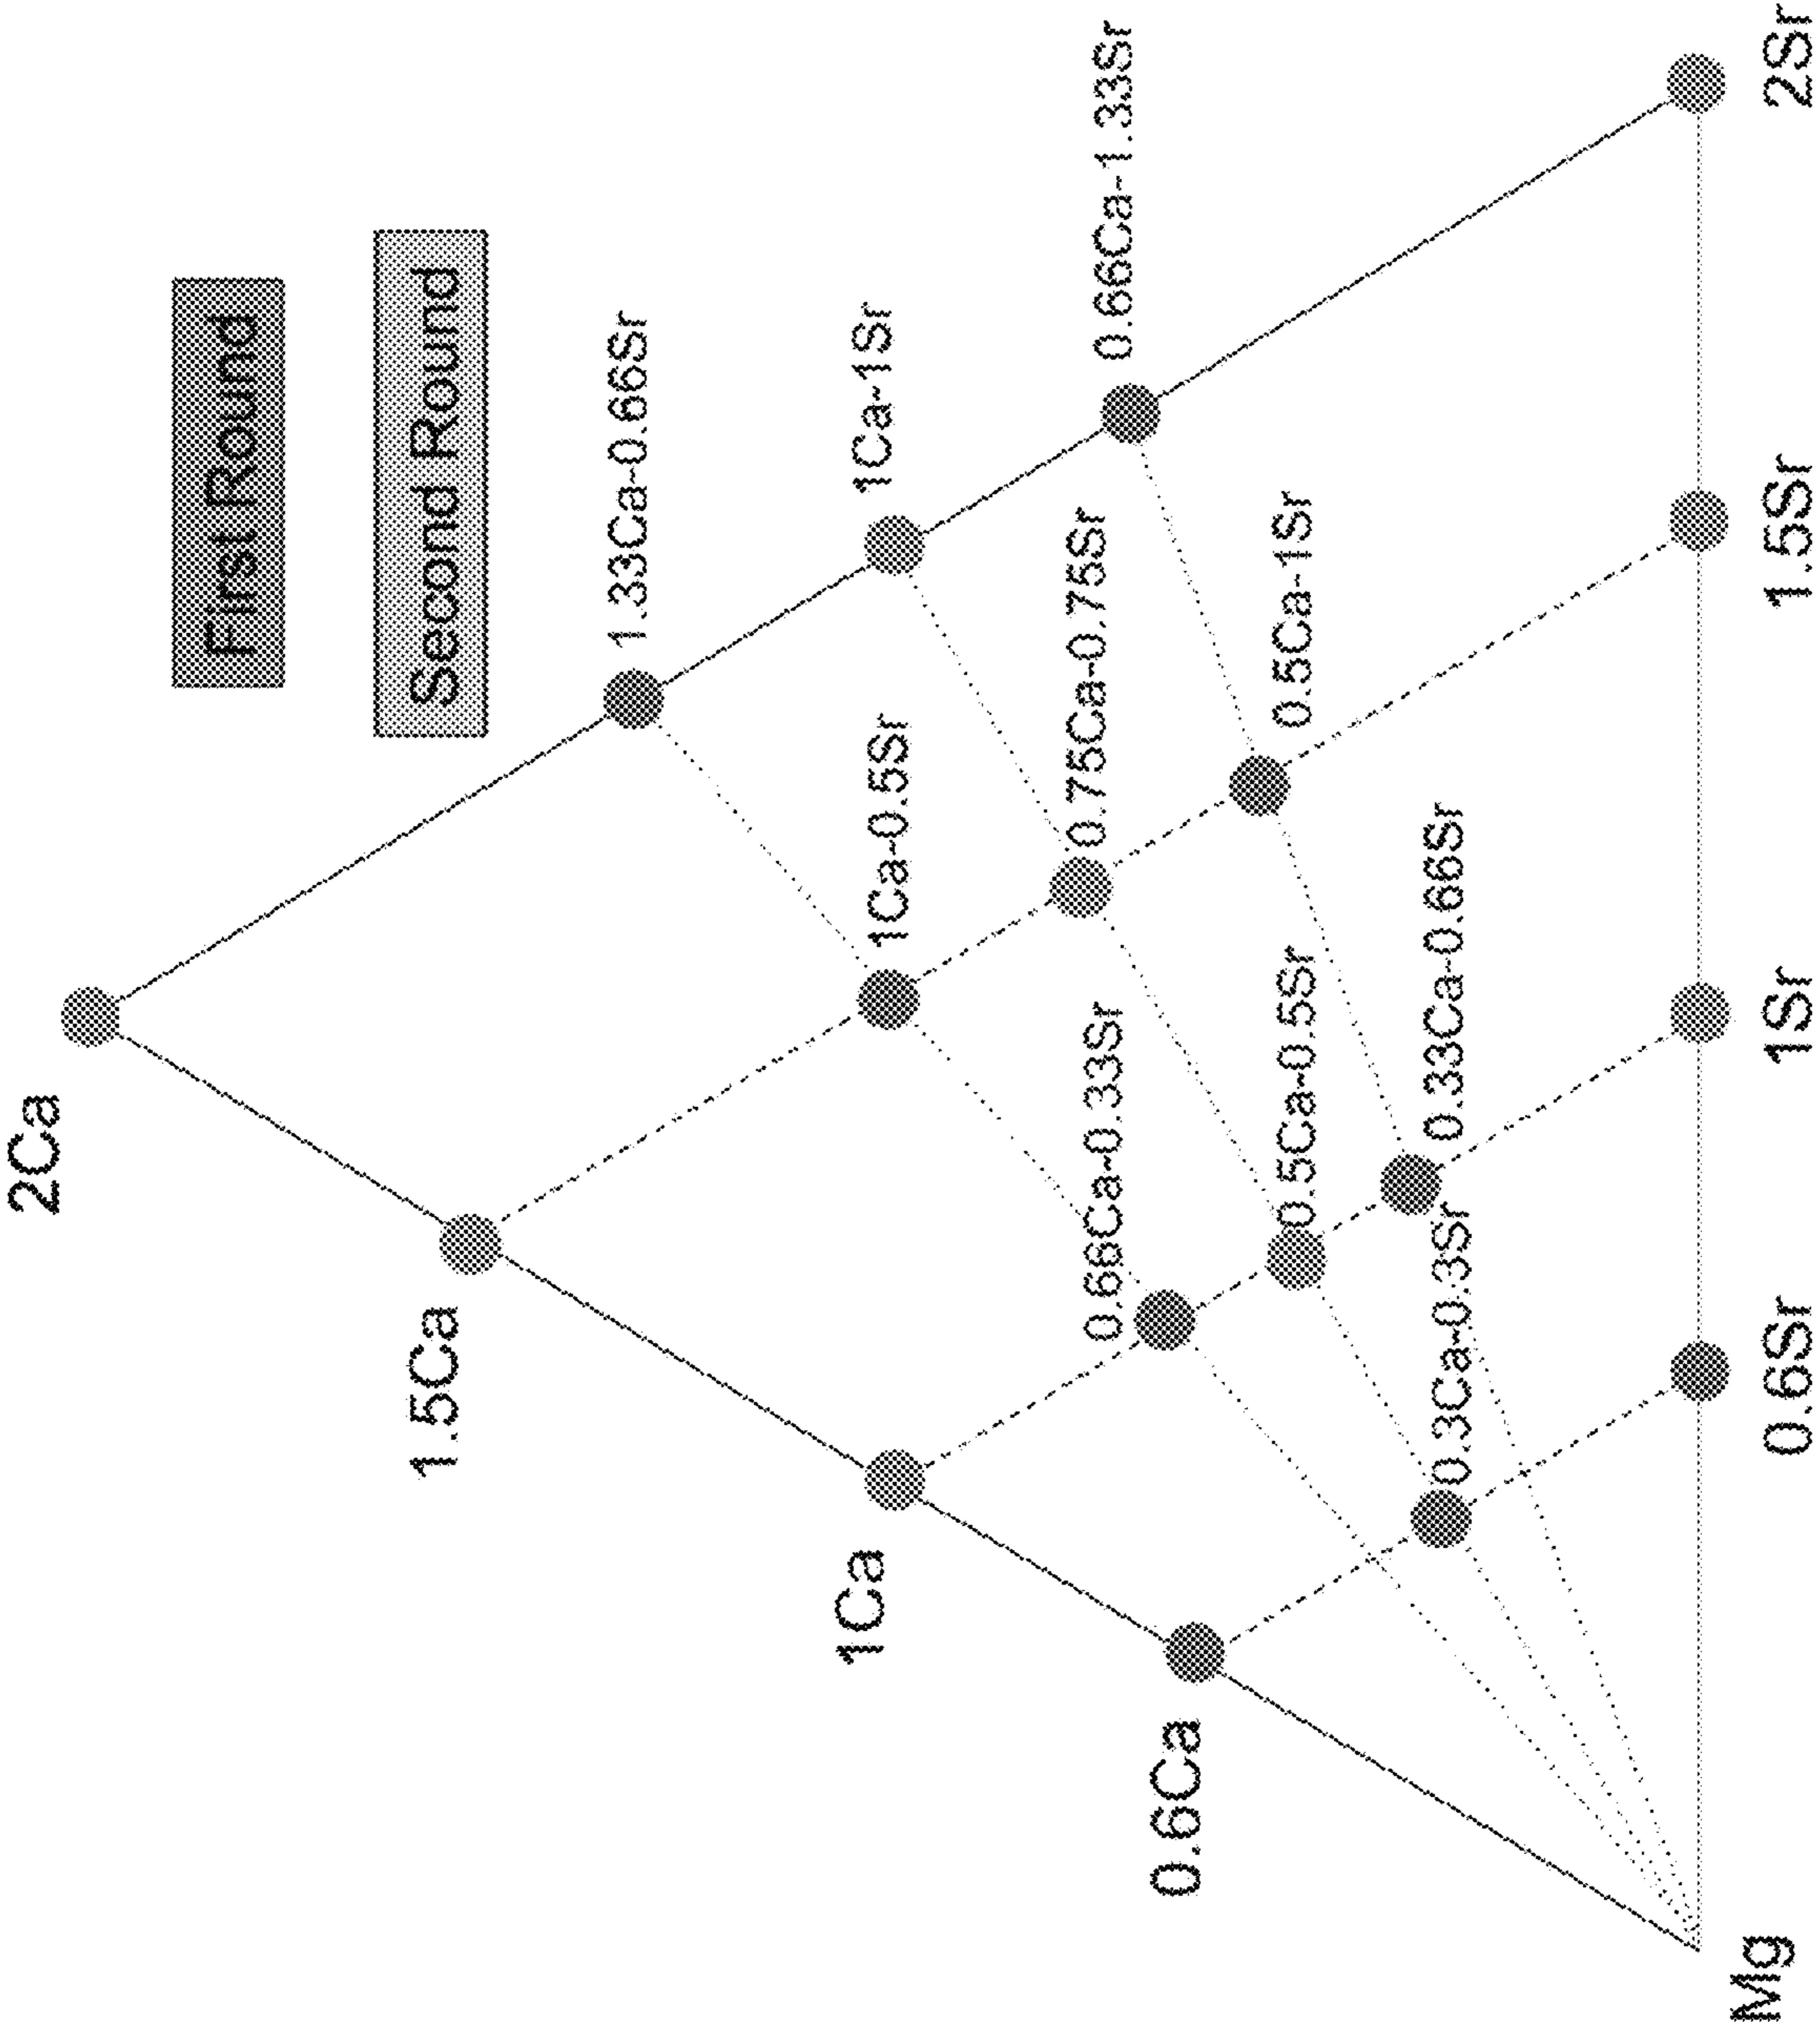 2Ca
First Round
1.5Ca
Second Round
1.33Ca-0.66Sr
1Ca
1Ca-0.5Sr
1Ca-1Sr
0.66Ca-0.33Sr
0.75Ca-0.75Sr
0.66Ca-1.33Sr
0.6Ca
0.5Ca-0.5Sr
0.5Ca-1Sr
0.3Ca-0.3Sr
0.33Ca-0.66Sr
Mg
0.6Sr
1Sr
1.5Sr
2Sr